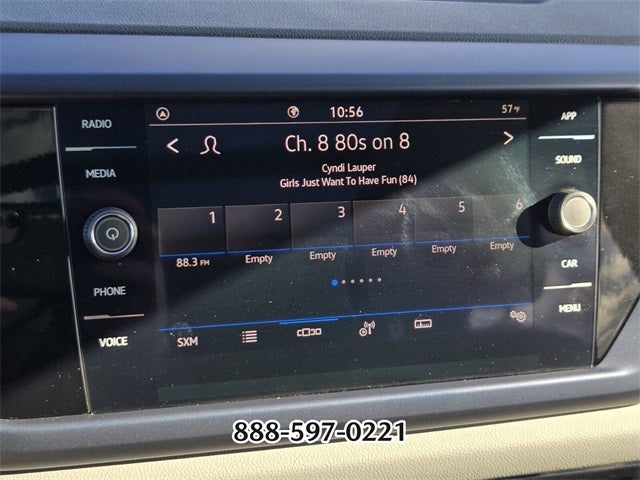 RADIO
MEDIA
PHONE
VOICE
10:56
57°F
Ch. 8 80s on 8
Cyndi Lauper
Girls Just Want To Have Fun (84)
1 2 3 4 5 6
88.3 FM Empty Empty Empty Empty Empty
SXM
APP
SOUND
CAR
MENU
888-597-0221